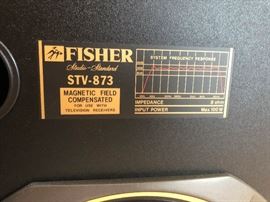 FISHER
Studio-Standard
STV-873
MAGNETIC FIELD
COMPENSATED
FOR USE WITH
TELEVISION RECEIVERS
SYSTEM FREQUENCY RESPONSE
IMPEDANCE 8 ohm
INPUT POWER Max.100W